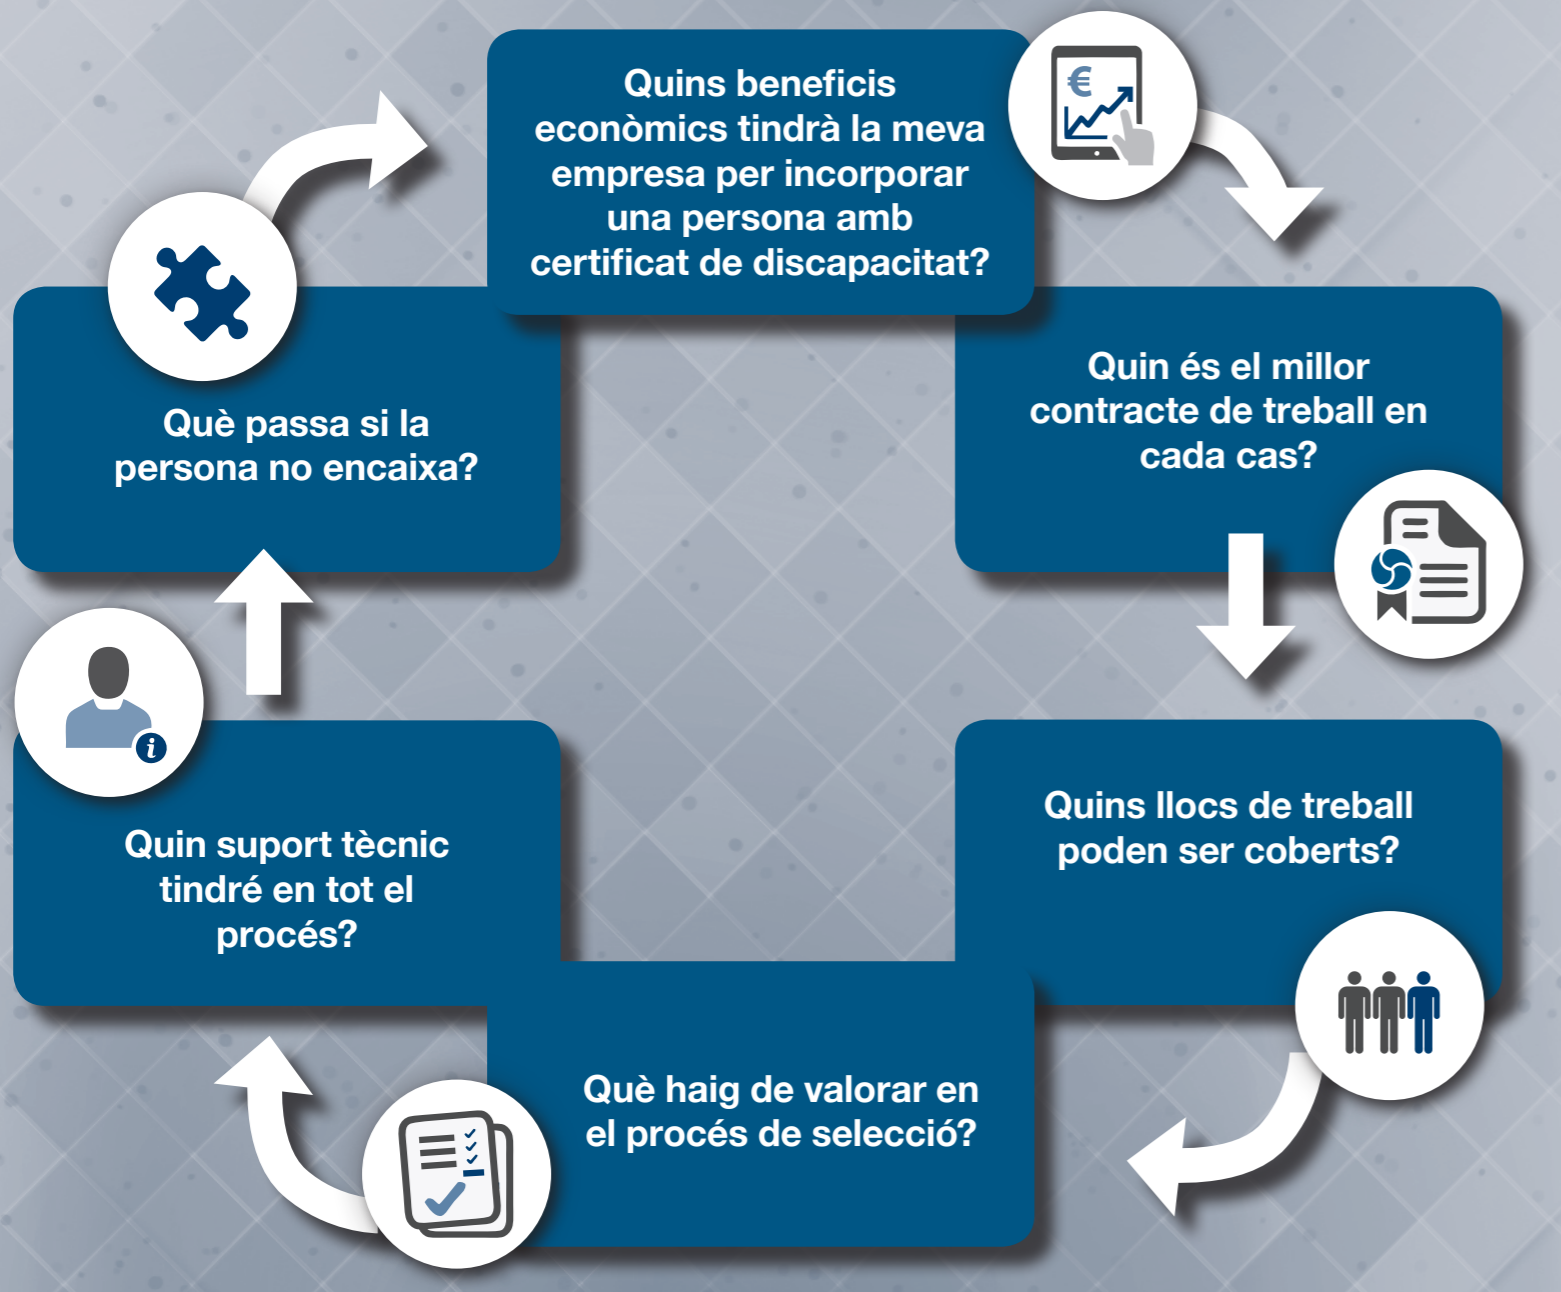 Quins beneficis
econòmics tindrà la meva
empresa per incorporar
una persona amb
certificat de discapacitat?
€
Quin és el millor
contracte de treball en
cada cas?
Quins llocs de treball
poden ser coberts?
Què haig de valorar en
el procés de selecció?
Quin suport tècnic
tindré en tot el
procés?
i
Què passa si la
persona no encaixa?